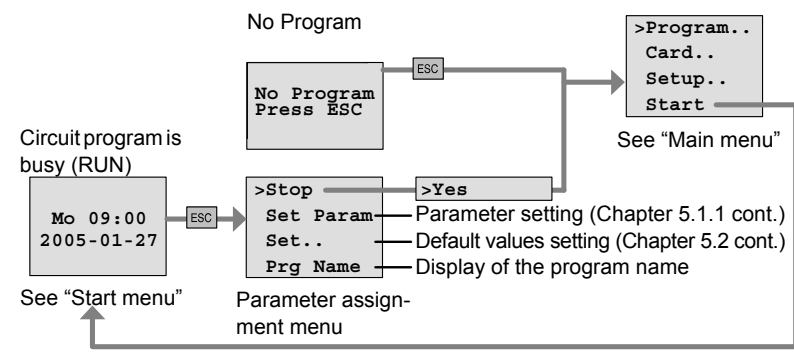 No Program
No Program
Press ESC
ESC
>Program..
Card..
Setup..
Start
See “Main menu”
Circuit program is
busy (RUN)
Mo 09:00
2005-01-27
See “Start menu”
ESC
>Stop
Set Param
Set..
Prg Name
>Yes
Parameter setting (Chapter 5.1.1 cont.)
Default values setting (Chapter 5.2 cont.)
Display of the program name
Parameter assign-
ment menu